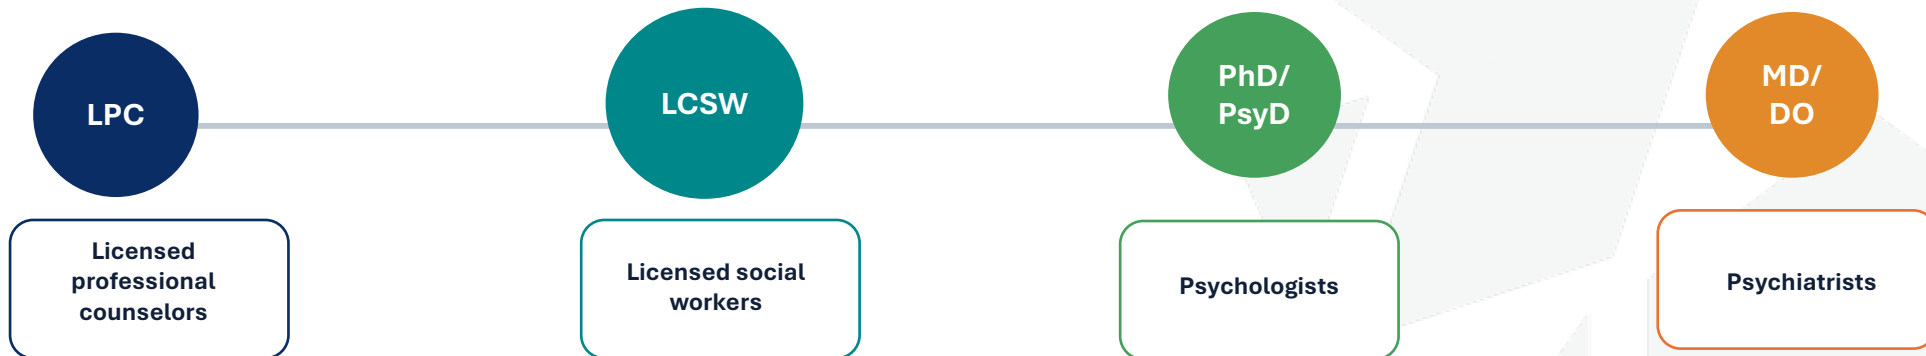 LPC
LCSW
PhD/
PsyD
MD/
DO
Licensed
professional
counselors
Licensed social
workers
Psychologists
Psychiatrists